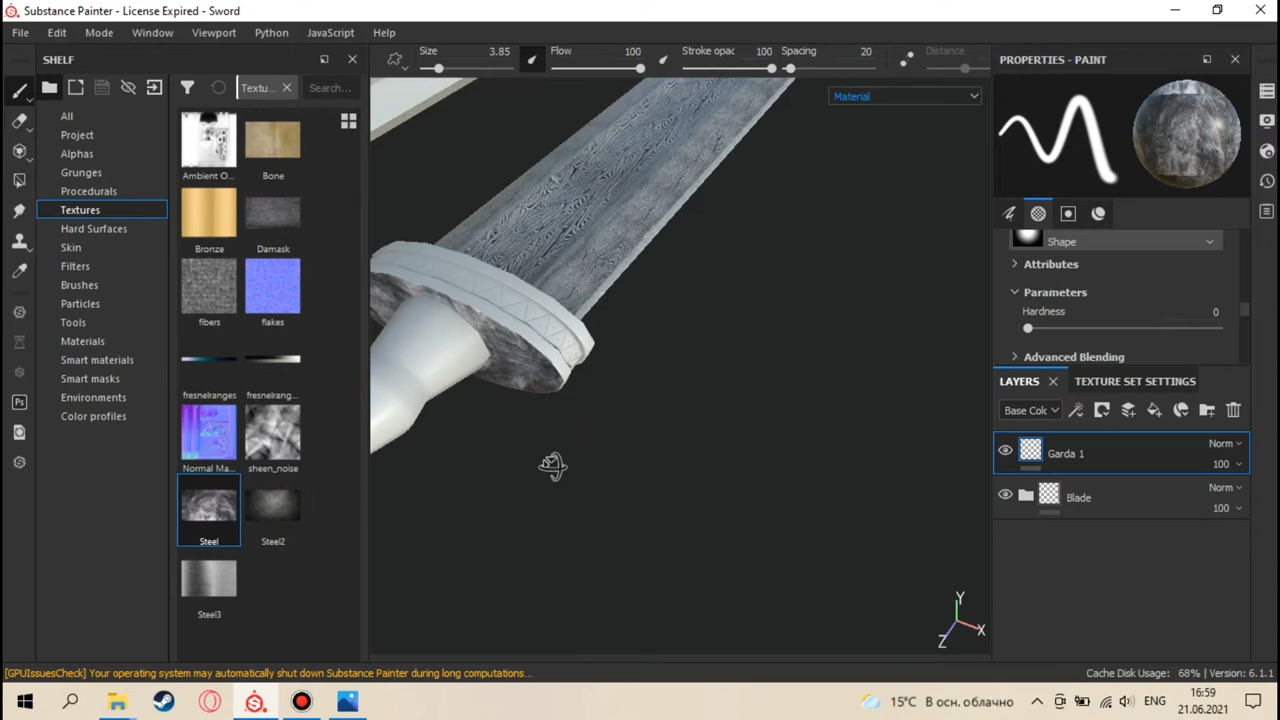 Substance Painter - License Expired - Sword
File Edit Mode Window Viewport Python JavaScript Help
SHELF
Textu...
Search...
All
Project
Alphas
Grunges
Procedurals
Textures
Hard Surfaces
Skin
Filters
Brushes
Particles
Tools
Materials
Smart materials
Smart masks
Environments
Color profiles
Ambient O...
Bone
Bronze
Damask
fibers
flakes
fresnelranges
fresnelrang...
Normal Ma...
sheen_noise
Steel
Steel2
Steel3
Size 3.85
Flow 100
Stroke opac 100
Spacing 20
Distance
Material
Y
X
Z
PROPERTIES - PAINT
Shape
Attributes
Parameters
Hardness 0
Advanced Blending
LAYERS
TEXTURE SET SETTINGS
Base Col
Garda 1
Norm
100
Blade
Norm
100
Ps
[GPUIssuesCheck] Your operating system may automatically shut down Substance Painter during long computations...
Cache Disk Usage: 68% | Version: 6.1.1
15°C В осн. облачно
ENG
16:59
21.06.2021